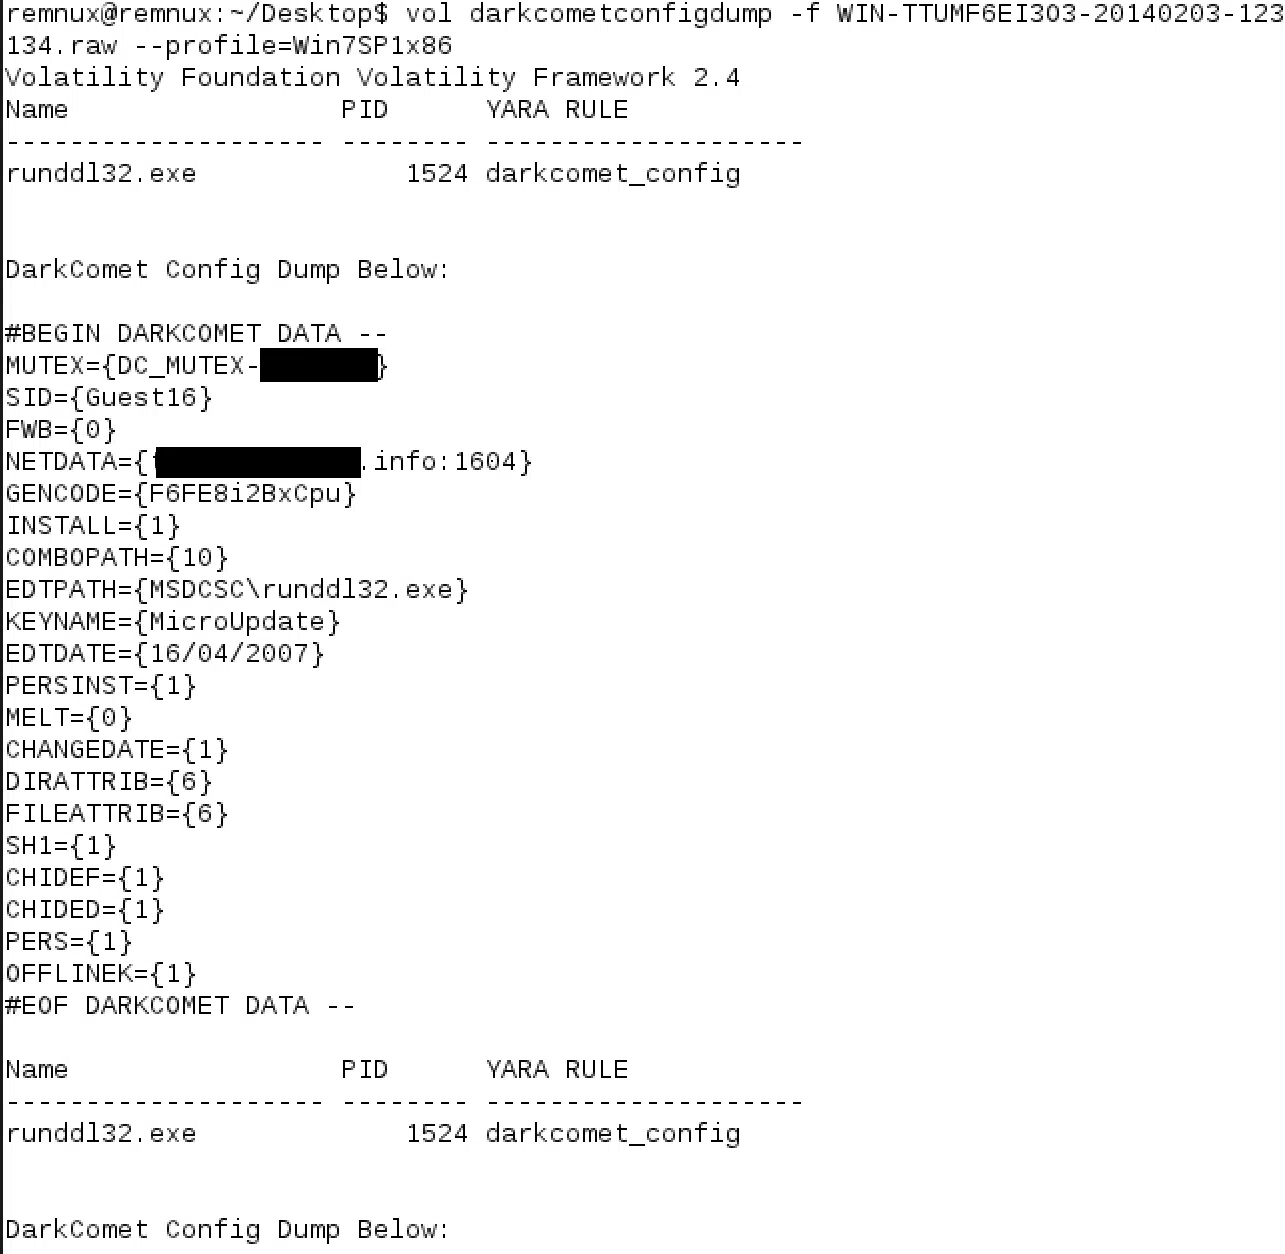 remnux@remnux:~/Desktop$ vol darkcometconfigdump -f WIN-TTUMF6EI3O3-20140203-123
134.raw --profile=Win7SP1x86
Volatility Foundation Volatility Framework 2.4
Name                 PID      YARA RULE
-------------------- -------- --------------------
runddl32.exe             1524 darkcomet_config
DarkComet Config Dump Below:
#BEGIN DARKCOMET DATA --
MUTEX={DC_MUTEX-}
SID={Guest16}
FWB={0}
NETDATA={.info:1604}
GENCODE={F6FE8i2BxCpu}
INSTALL={1}
COMBOPATH={10}
EDTPATH={MSDCSC\runddl32.exe}
KEYNAME={MicroUpdate}
EDTDATE={16/04/2007}
PERSINST={1}
MELT={0}
CHANGEDATE={1}
DIRATTRIB={6}
FILEATTRIB={6}
SH1={1}
CHIDEF={1}
CHIDED={1}
PERS={1}
OFFLINEK={1}
#EOF DARKCOMET DATA --
Name                 PID      YARA RULE
-------------------- -------- --------------------
runddl32.exe             1524 darkcomet_config
DarkComet Config Dump Below: